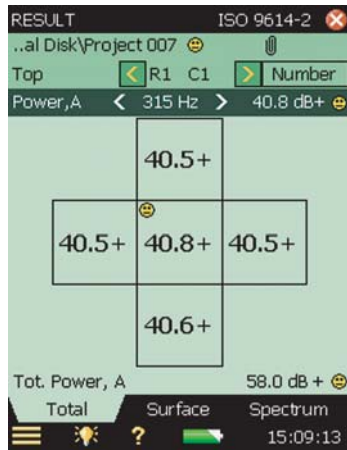 RESULT ISO 9614-2
..al Disk\Project 007
Top < R1 C1 > Number
Power,A < 315 Hz > 40.8 dB+
40.5+
40.5+ 40.8+ 40.5+
40.6+
Tot. Power, A 58.0 dB +
Total Surface Spectrum
? 15:09:13